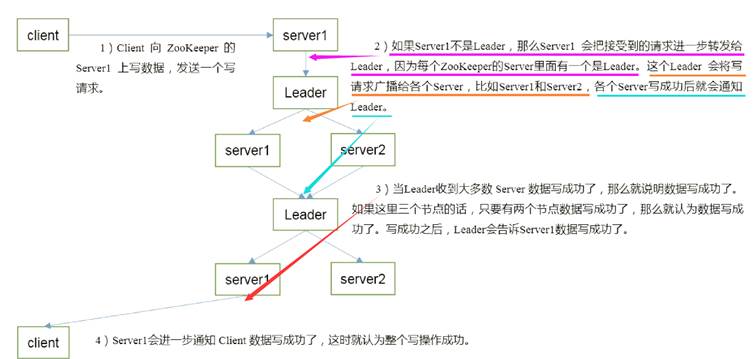 client
server1
1）Client 向 ZooKeeper 的
Server1 上写数据，发送一个写
请求。
2）如果Server1不是Leader，那么Server1 会把接受到的请求进一步转发给
Leader，因为每个ZooKeeper的Server里面有一个是Leader。这个Leader 会将写
请求广播给各个Server，比如Server1和Server2，各个Server写成功后就会通知
Leader。
Leader
server1
server2
3）当Leader收到大多数 Server 数据写成功了，那么就说明数据写成功了。
如果这里三个节点的话，只要有两个节点数据写成功了，那么就认为数据写成
功了。写成功之后，Leader会告诉Server1数据写成功了。
Leader
server1
server2
client
4）Server1会进一步通知 Client 数据写成功了，这时就认为整个写操作成功。